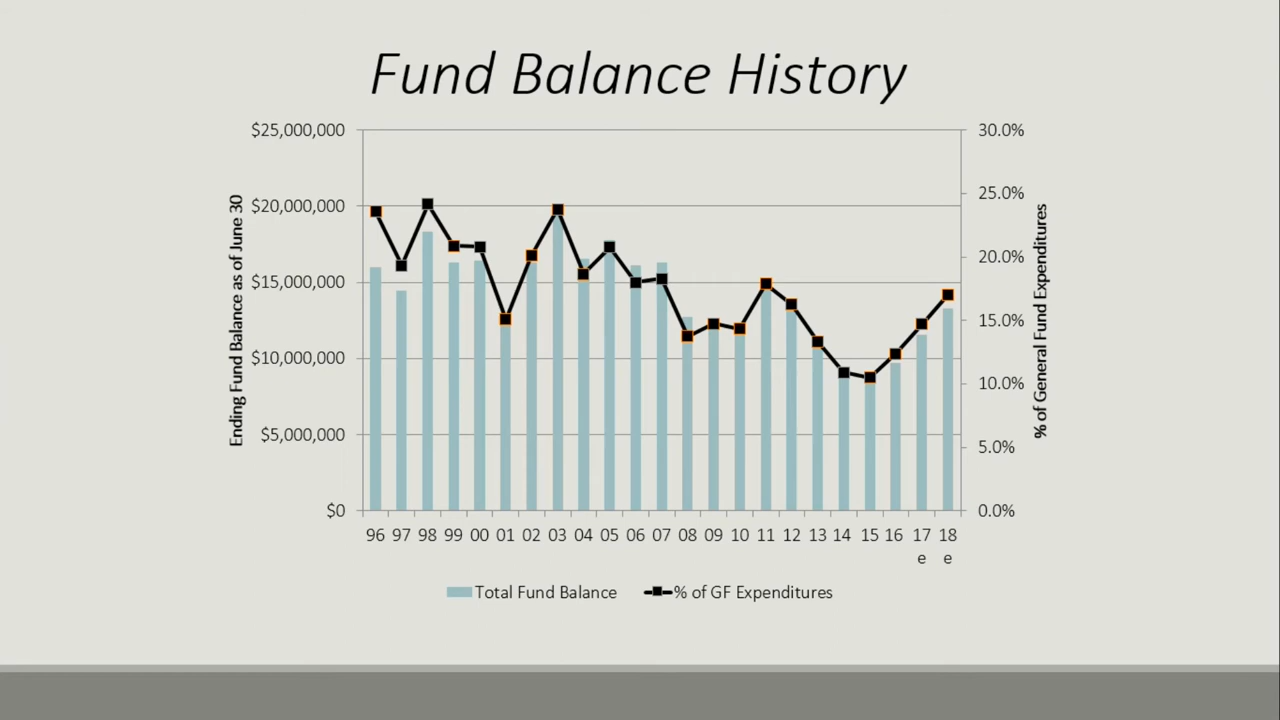 Fund Balance History
$25,000,000
$20,000,000
$15,000,000
$10,000,000
$5,000,000
$0
Ending Fund Balance as of June 30
30.0%
25.0%
20.0%
15.0%
10.0%
5.0%
0.0%
% of General Fund Expenditures
96 97 98 99 00 01 02 03 04 05 06 07 08 09 10 11 12 13 14 15 16 17 18
e e
Total Fund Balance % of GF Expenditures